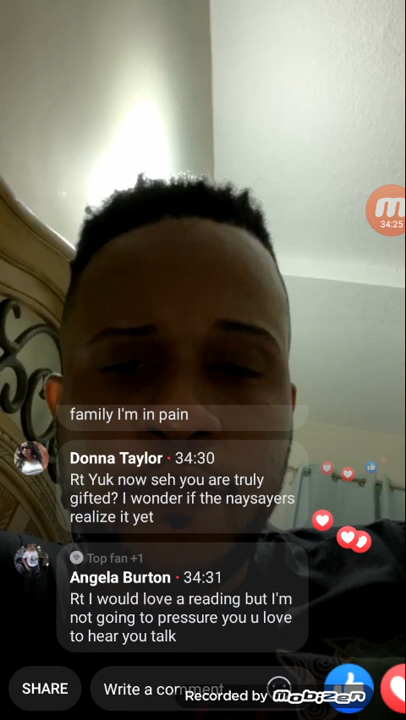 m
34:25
family I'm in pain
Donna Taylor • 34:30
Rt Yuk now seh you are truly
gifted? I wonder if the naysayers
realize it yet
Top fan +1
Angela Burton • 34:31
Rt I would love a reading but I'm
not going to pressure you u love
to hear you talk
SHARE
Write a comment
Recorded by mobizen